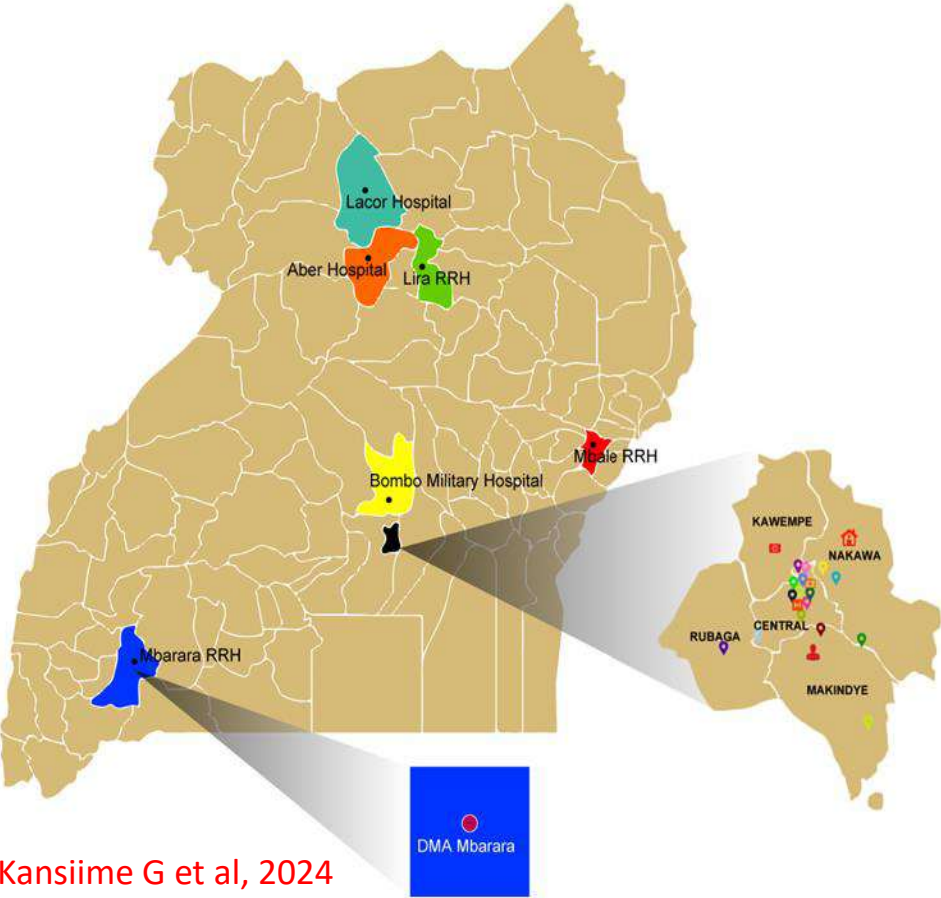 Lacor Hospital
Aber Hospital
Lira RRH
Mbale RRH
Bombo Military Hospital
KAWEMPE
NAKAWA
CENTRAL
RUBAGA
MAKINDYE
Mbarara RRH
DMA Mbarara
Kansiime G et al, 2024